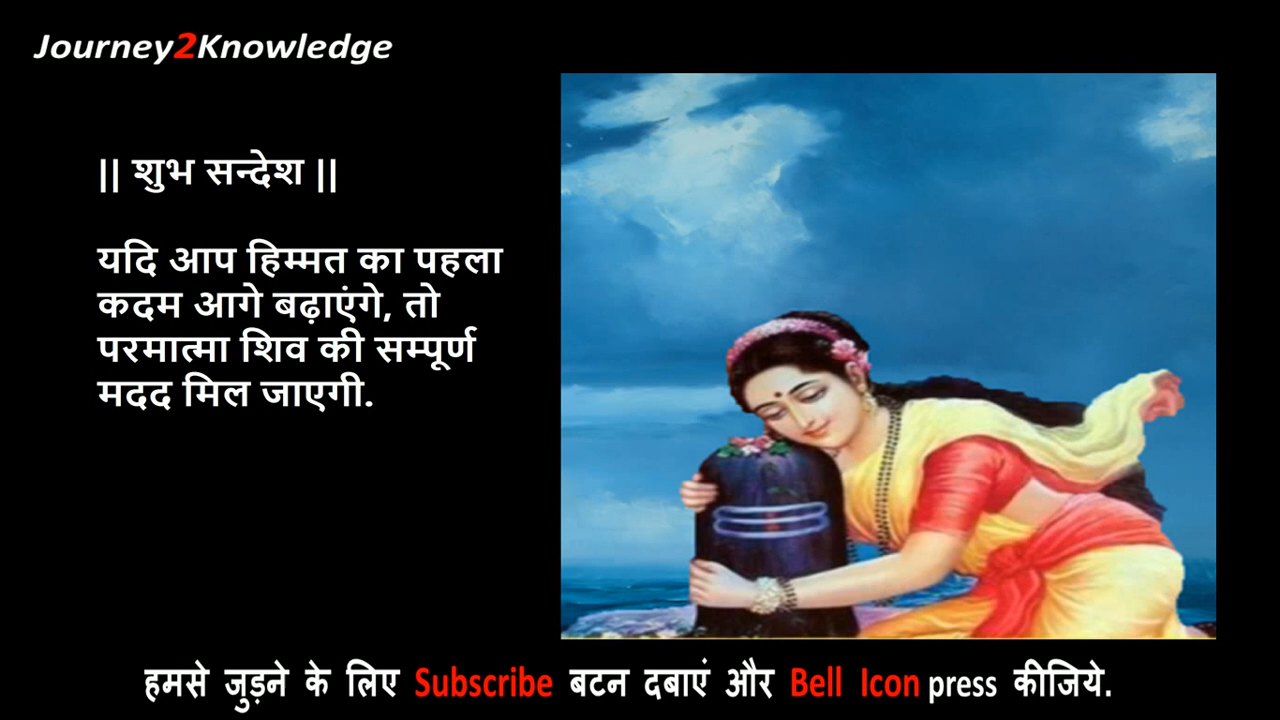 Journey2Knowledge
|| शुभ सन्देश ||
यदि आप हिम्मत का पहला
कदम आगे बढ़ाएंगे, तो
परमात्मा शिव की सम्पूर्ण
मदद मिल जाएगी.
हमसे जुड़ने के लिए Subscribe बटन दबाएं और Bell Icon press कीजिये.